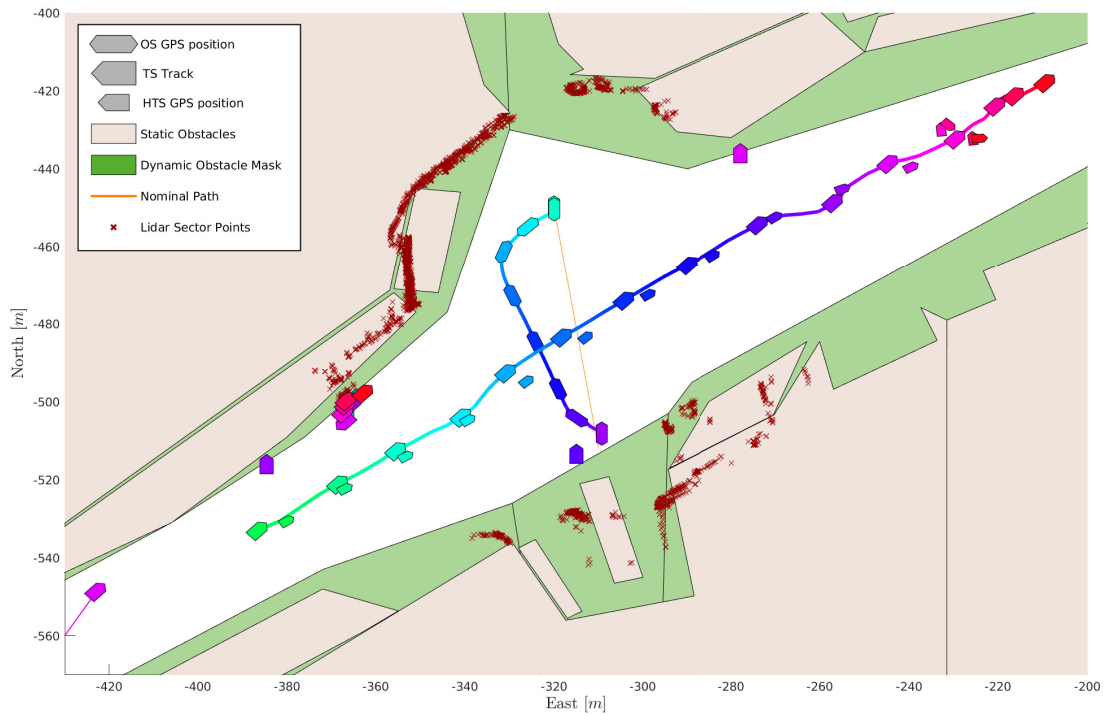 OS GPS position
TS Track
HTS GPS position
Static Obstacles
Dynamic Obstacle Mask
Nominal Path
Lidar Sector Points
North [m]
-400
-420
-440
-460
-480
-500
-520
-540
-560
-420
-400
-380
-360
-340
-320
-300
-280
-260
-240
-220
-200
East [m]